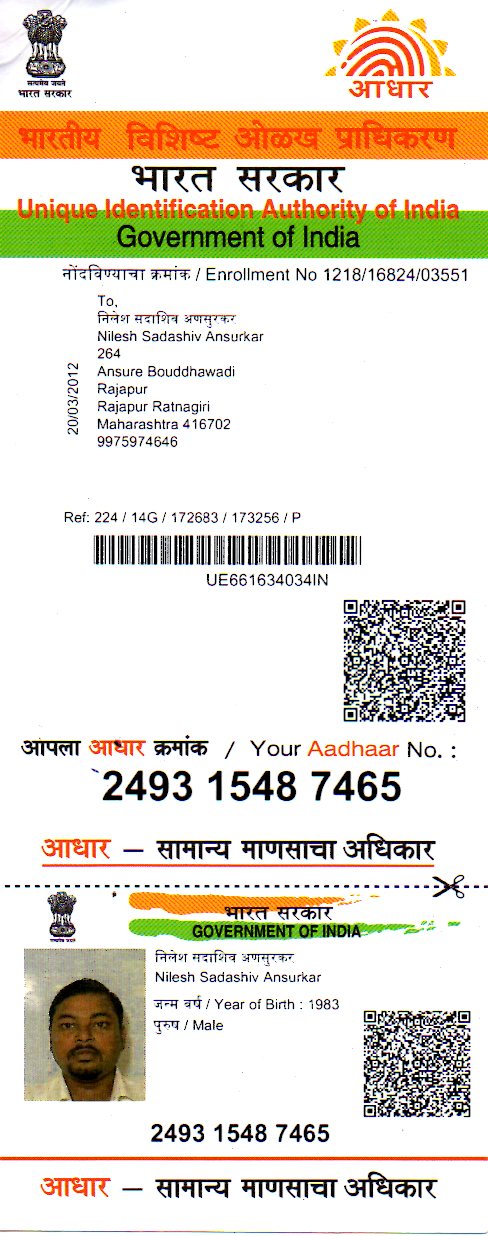 सत्यमेव जयते
भारत सरकार
आधार
भारतीय विशिष्ट ओळख प्राधिकरण
भारत सरकार
Unique Identification Authority of India
Government of India
नोंदविण्याचा क्रमांक / Enrollment No 1218/16824/03551
To,
निलेश सदाशिव अणसुरकर
Nilesh Sadashiv Ansurkar
264
Ansure Bouddhawadi
Rajapur
Rajapur Ratnagiri
Maharashtra 416702
9975974646
20/03/2012
Ref: 224 / 14G / 172683 / 173256 / P
UE661634034IN
आपला आधार क्रमांक / Your Aadhaar No. :
2493 1548 7465
आधार – सामान्य माणसाचा अधिकार
सत्यमेव जयते
भारत सरकार
GOVERNMENT OF INDIA
निलेश सदाशिव अणसुरकर
Nilesh Sadashiv Ansurkar
जन्म वर्ष / Year of Birth : 1983
पुरुष / Male
2493 1548 7465
आधार – सामान्य माणसाचा अधिकार